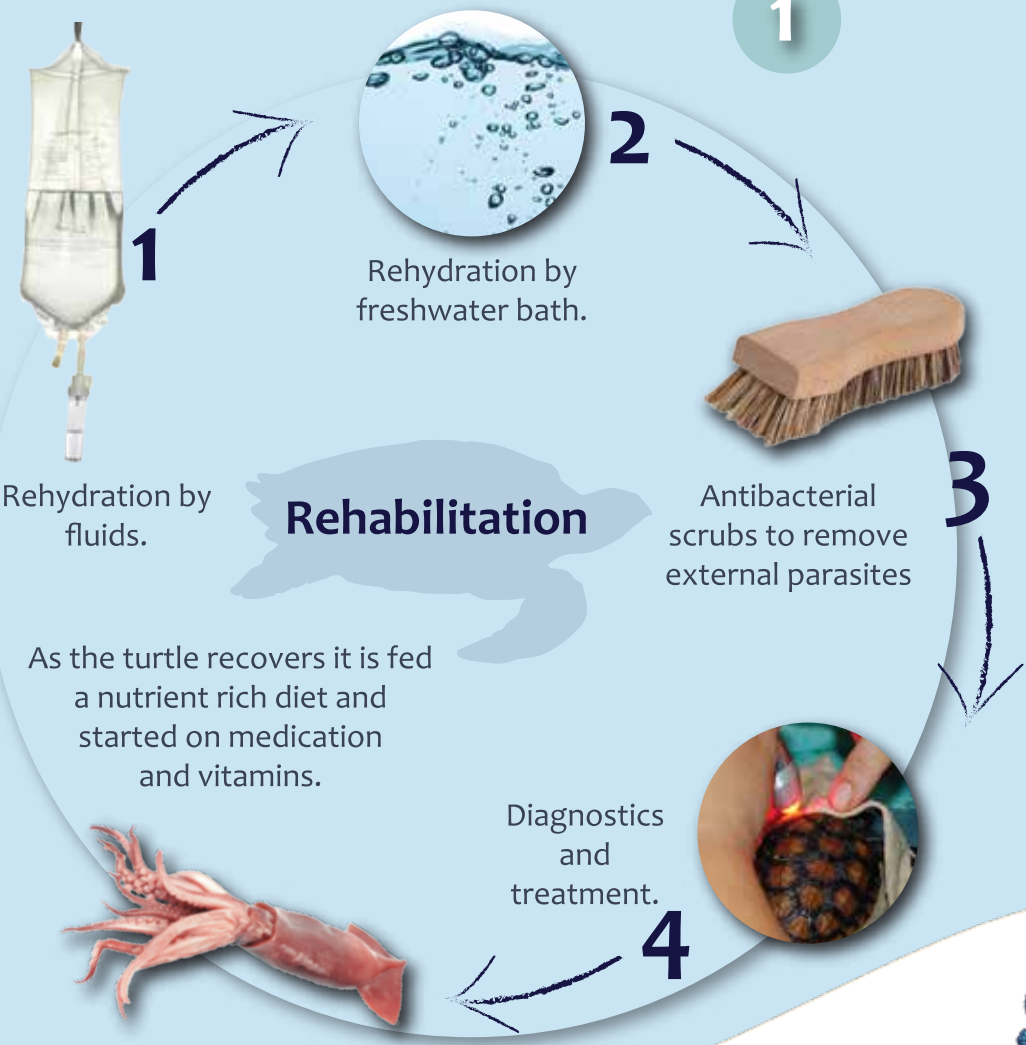 1
1
Rehydration by
fluids.
2
Rehydration by
freshwater bath.
3
Antibacterial
scrubs to remove
external parasites
Rehabilitation
4
Diagnostics
and
treatment.
As the turtle recovers it is fed
a nutrient rich diet and
started on medication
and vitamins.